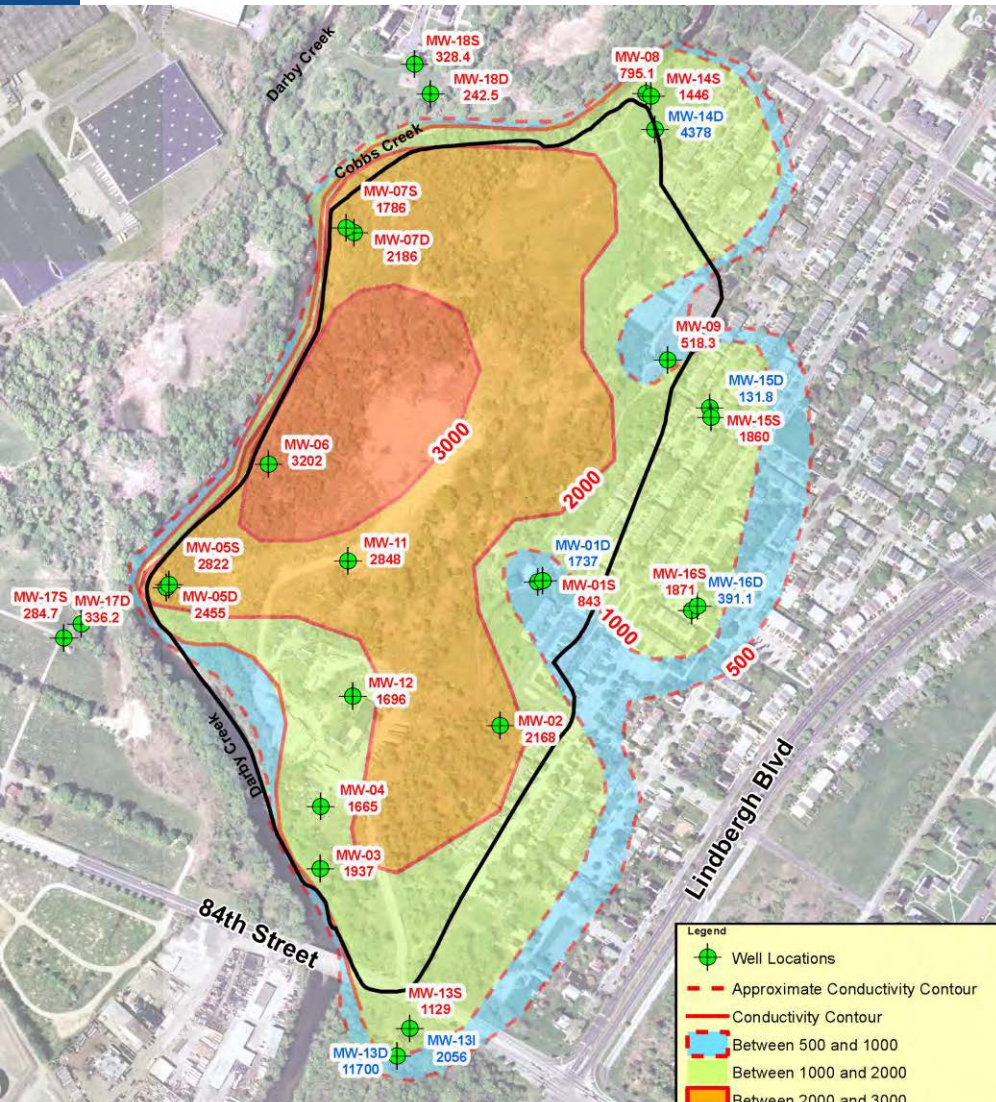 Darby Creek
MW-18S
328.4
MW-18D
242.5
MW-08
795.1
MW-14S
1446
MW-14D
4378
Cobbs Creek
MW-07S
1786
MW-07D
2186
MW-09
518.3
MW-15D
131.8
MW-15S
1860
3000
MW-06
3202
2000
MW-11
2848
MW-01D
1737
MW-01S
843
MW-05S
2822
MW-05D
2455
MW-17S
284.7
MW-17D
336.2
MW-16S
1871
MW-16D
391.1
1000
500
MW-12
1696
MW-02
2168
Darby Creek
MW-04
1665
MW-03
1937
Lindbergh Blvd
84th Street
MW-13S
1129
MW-13I
2056
MW-13D
11700
Legend
Well Locations
Approximate Conductivity Contour
Conductivity Contour
Between 500 and 1000
Between 1000 and 2000
Between 2000 and 3000